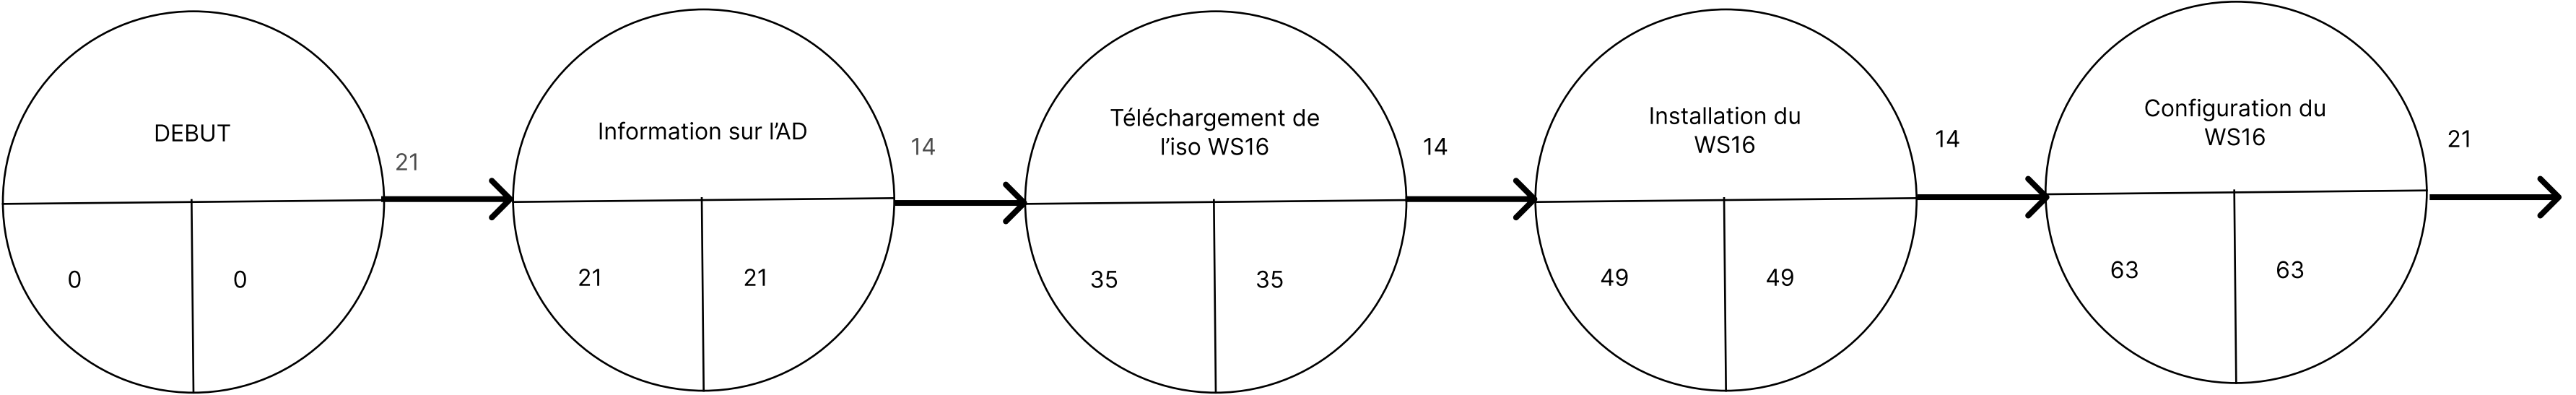 DEBUT
0
0
21
Information sur l’AD
21
21
14
Téléchargement de
l’iso WS16
35
35
14
Installation du
WS16
49
49
14
Configuration du
WS16
63
63
21